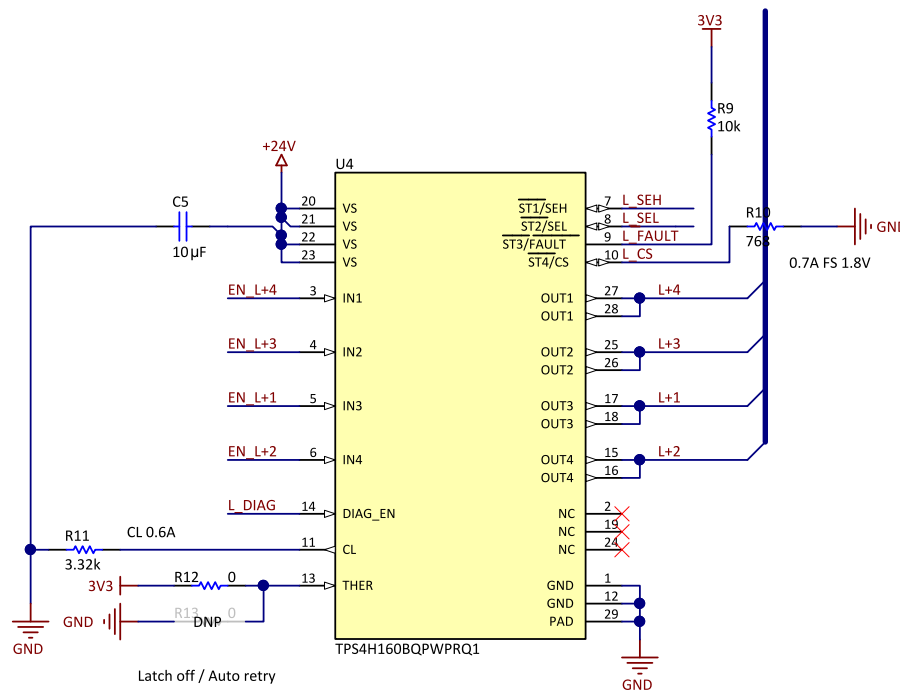 3V3
R9
10k
+24V
U4
C5
10µF
20 VS
21 VS
22 VS
23 VS
ST1/SEH 7 L_SEH
ST2/SEL 8 L_SEL
ST3/FAULT 9 L_FAULT
ST4/CS 10 L_CS
R10
768
GND
0.7A FS 1.8V
EN_L+4 3 IN1
OUT1 27 L+4
OUT1 28
EN_L+3 4 IN2
OUT2 25 L+3
OUT2 26
EN_L+1 5 IN3
OUT3 17 L+1
OUT3 18
EN_L+2 6 IN4
OUT4 15 L+2
OUT4 16
L_DIAG 14 DIAG_EN
NC 2
NC 19
NC 24
R11
3.32k
CL 0.6A
11 CL
3V3 R12 0 13 THER
GND R13 0
DNP
GND 1
GND 12
PAD 29
GND
GND
TPS4H160BQPWPRQ1
Latch off / Auto retry